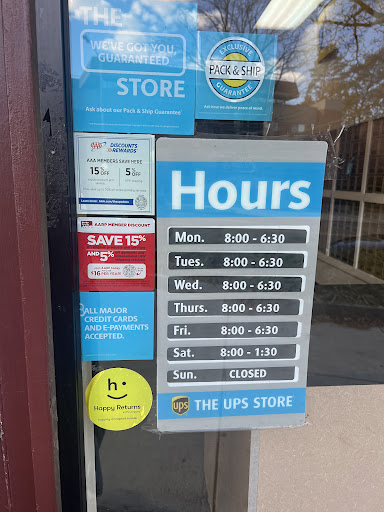 THE
WE'VE GOT YOU,
GUARANTEED
STORE
Ask about our Pack & Ship Guarantee
EXCLUSIVE
PACK & SHIP
GUARANTEE
AAA
DISCOUNTS
& REWARDS
AAA MEMBERS SAVE HERE
15% OFF 5% OFF
AARP MEMBER DISCOUNT
SAVE 15%
AND 5%
$16
ALL MAJOR
CREDIT CARDS
AND E-PAYMENTS
ACCEPTED.
h
Happy Returns
Hours
Mon. 8:00 - 6:30
Tues. 8:00 - 6:30
Wed. 8:00 - 6:30
Thurs. 8:00 - 6:30
Fri. 8:00 - 6:30
Sat. 8:00 - 1:30
Sun. CLOSED
ups THE UPS STORE